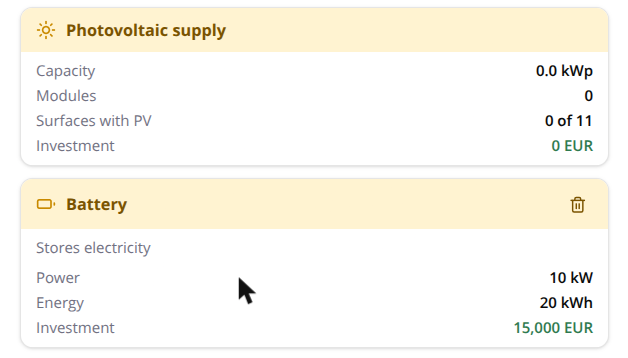 Photovoltaic supply
Capacity 0.0 kWp
Modules 0
Surfaces with PV 0 of 11
Investment 0 EUR
Battery
Stores electricity
Power 10 kW
Energy 20 kWh
Investment 15,000 EUR